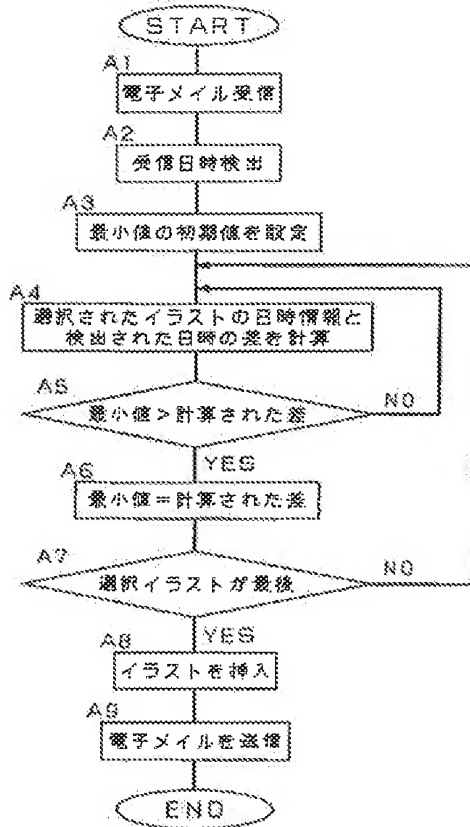 START
A1
電子メイル受信
A2
受信日時検出
A3
最小値の初期値を設定
A4
選択されたイラストの日時情報と
検出された日時の差を計算
A5
最小値>計算された差
NO
YES
A6
最小値=計算された差
A7
選択イラストが最後
NO
YES
A8
イラストを挿入
A9
電子メイルを送信
END